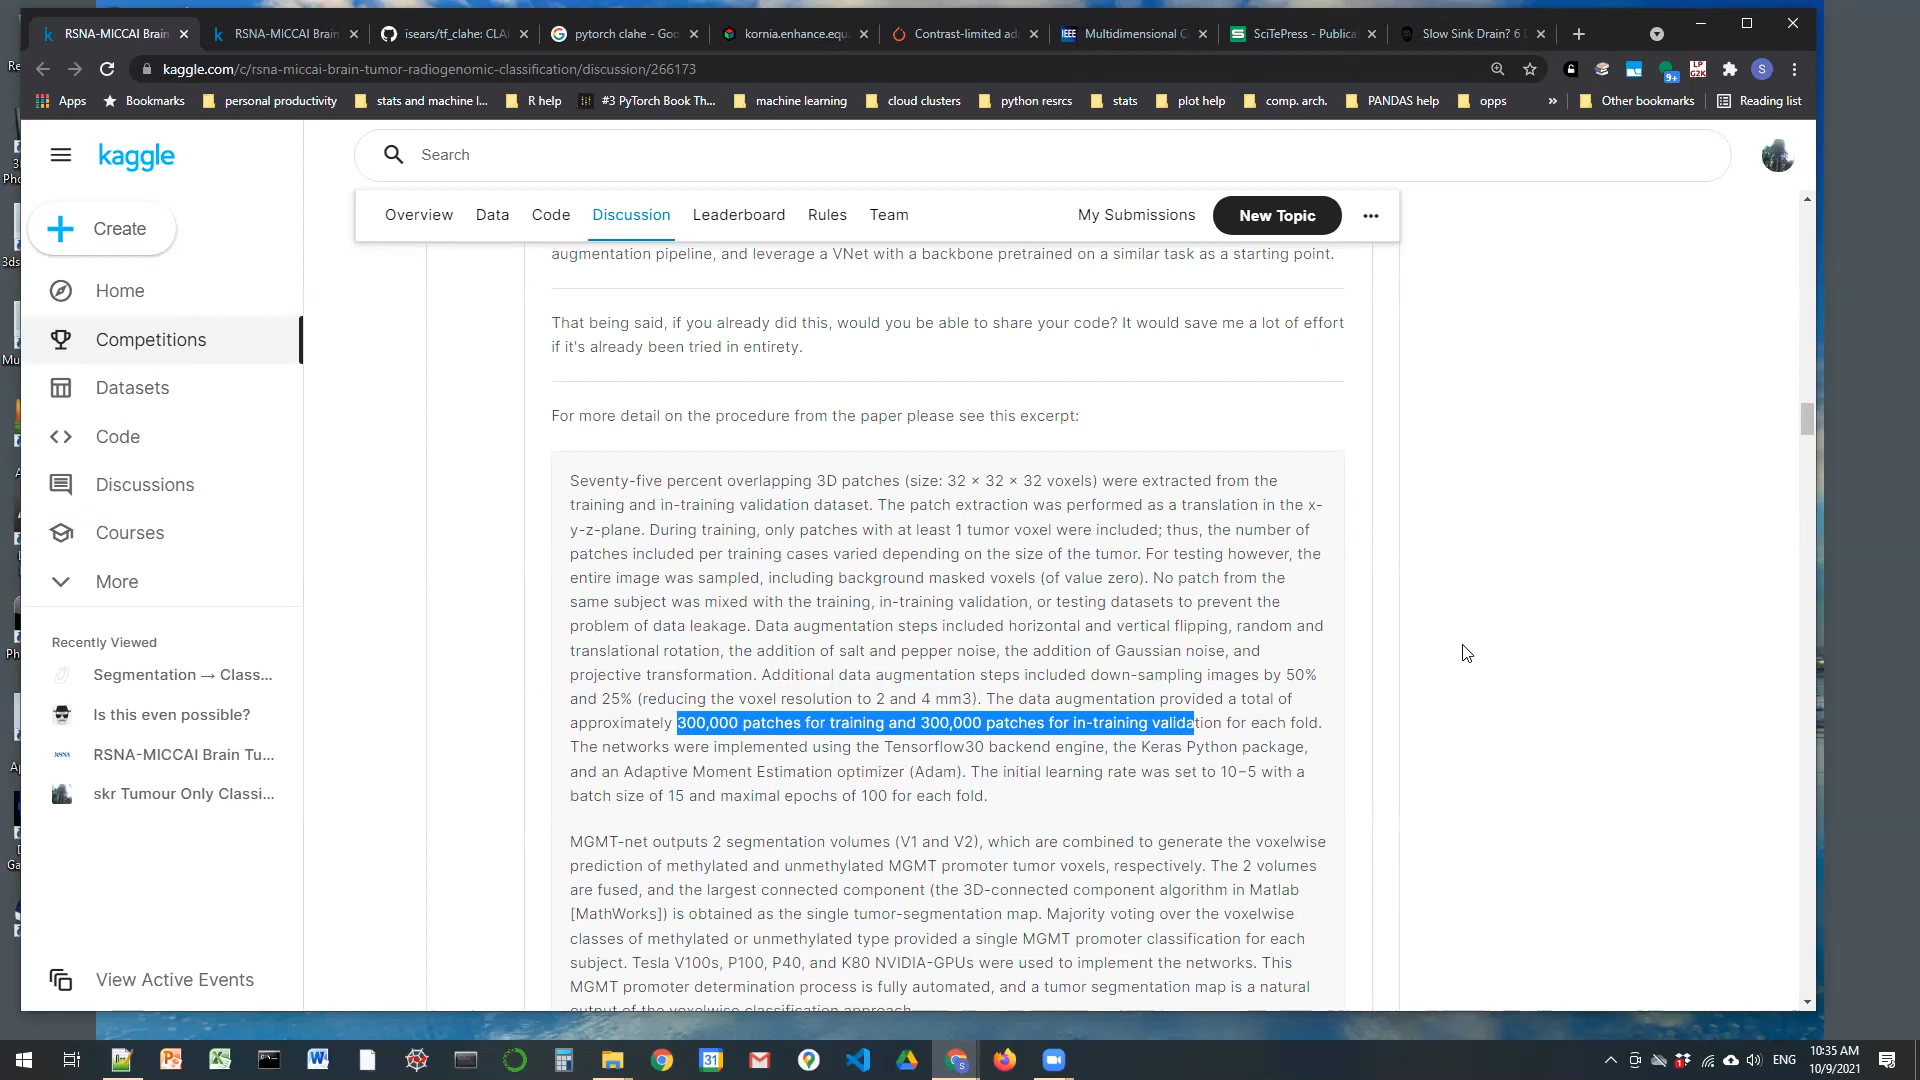 RSNA-MICCAI Brain
RSNA-MICCAI Brain
isears/tf_clahe: CLA
pytorch clahe - Goo
kornia.enhance.equ
Contrast-limited ad
Multidimensional C
SciTePress - Publica
Slow Sink Drain? 6
kaggle.com/c/rsna-miccai-brain-tumor-radiogenomic-classification/discussion/266173
Apps
Bookmarks
personal productivity
stats and machine l...
R help
#3 PyTorch Book Th...
machine learning
cloud clusters
python resrcs
stats
plot help
comp. arch.
PANDAS help
opps
»
Other bookmarks
Reading list
kaggle
Search
Create
Home
Competitions
Datasets
Code
Discussions
Courses
More
Recently Viewed
Segmentation → Class...
Is this even possible?
RSNA-MICCAI Brain Tu...
skr Tumour Only Classi...
View Active Events
Overview
Data
Code
Discussion
Leaderboard
Rules
Team
My Submissions
New Topic
augmentation pipeline, and leverage a VNet with a backbone pretrained on a similar task as a starting point.
That being said, if you already did this, would you be able to share your code? It would save me a lot of effort
if it's already been tried in entirety.
For more detail on the procedure from the paper please see this excerpt:
Seventy-five percent overlapping 3D patches (size: 32 × 32 × 32 voxels) were extracted from the
training and in-training validation dataset. The patch extraction was performed as a translation in the x-
y-z-plane. During training, only patches with at least 1 tumor voxel were included; thus, the number of
patches included per training cases varied depending on the size of the tumor. For testing however, the
entire image was sampled, including background masked voxels (of value zero). No patch from the
same subject was mixed with the training, in-training validation, or testing datasets to prevent the
problem of data leakage. Data augmentation steps included horizontal and vertical flipping, random and
translational rotation, the addition of salt and pepper noise, the addition of Gaussian noise, and
projective transformation. Additional data augmentation steps included down-sampling images by 50%
and 25% (reducing the voxel resolution to 2 and 4 mm3). The data augmentation provided a total of
approximately 300,000 patches for training and 300,000 patches for in-training validation for each fold.
The networks were implemented using the Tensorflow30 backend engine, the Keras Python package,
and an Adaptive Moment Estimation optimizer (Adam). The initial learning rate was set to 10−5 with a
batch size of 15 and maximal epochs of 100 for each fold.
MGMT-net outputs 2 segmentation volumes (V1 and V2), which are combined to generate the voxelwise
prediction of methylated and unmethylated MGMT promoter tumor voxels, respectively. The 2 volumes
are fused, and the largest connected component (the 3D-connected component algorithm in Matlab
[MathWorks]) is obtained as the single tumor-segmentation map. Majority voting over the voxelwise
classes of methylated or unmethylated type provided a single MGMT promoter classification for each
subject. Tesla V100s, P100, P40, and K80 NVIDIA-GPUs were used to implement the networks. This
MGMT promoter determination process is fully automated, and a tumor segmentation map is a natural
output of the voxelwise classification approach.
ENG
10:35 AM
10/9/2021